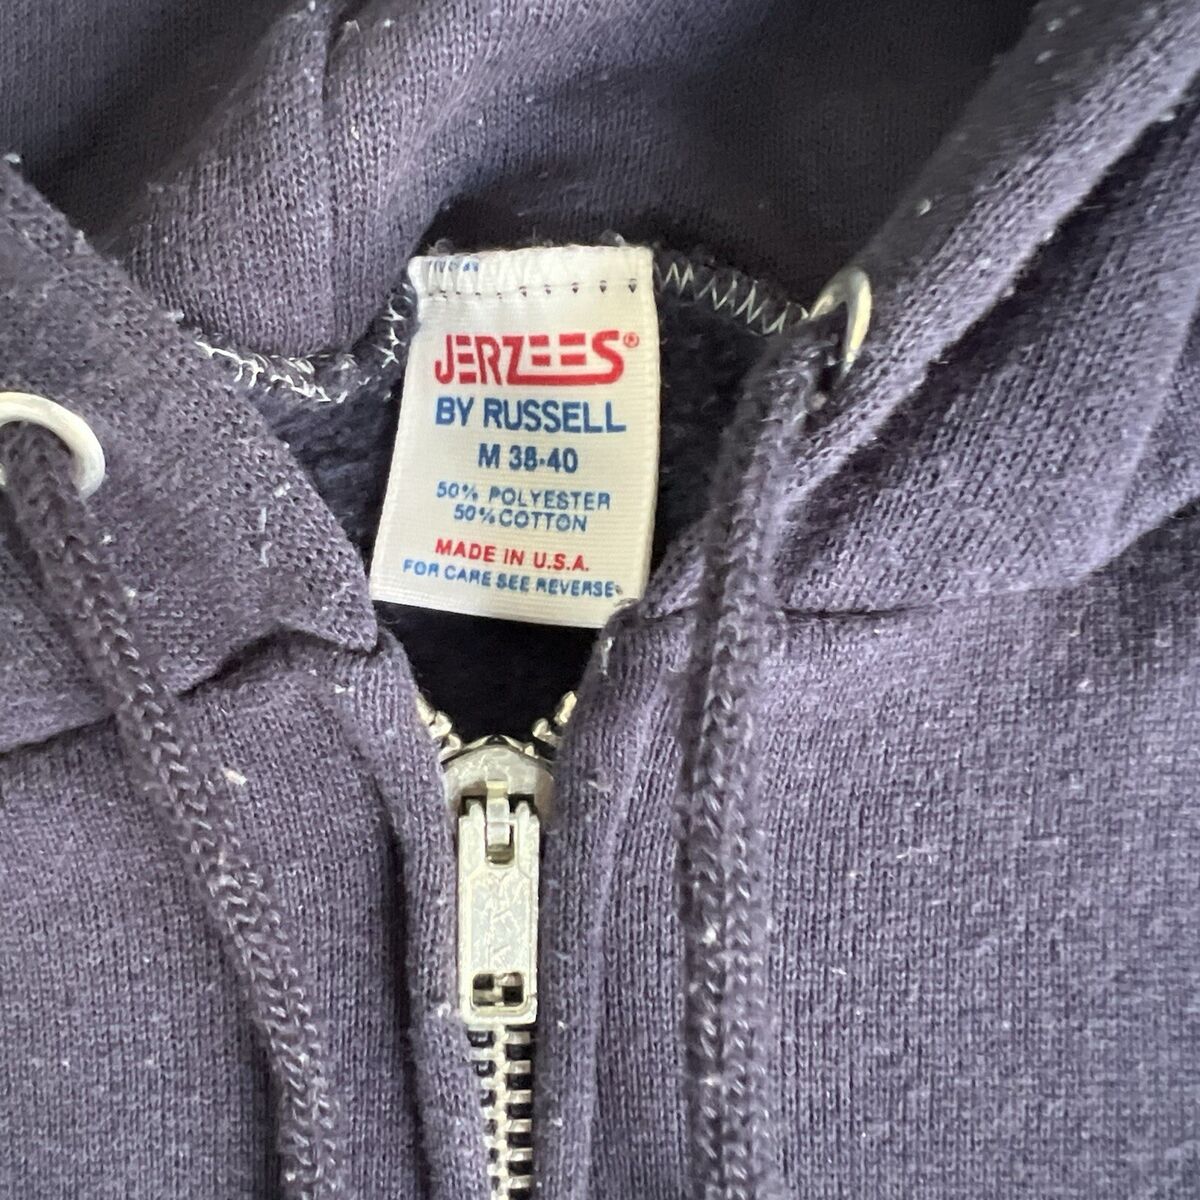 JERZEES®
BY RUSSELL
M 38-40
50% POLYESTER
50% COTTON
MADE IN U.S.A.
FOR CARE SEE REVERSE